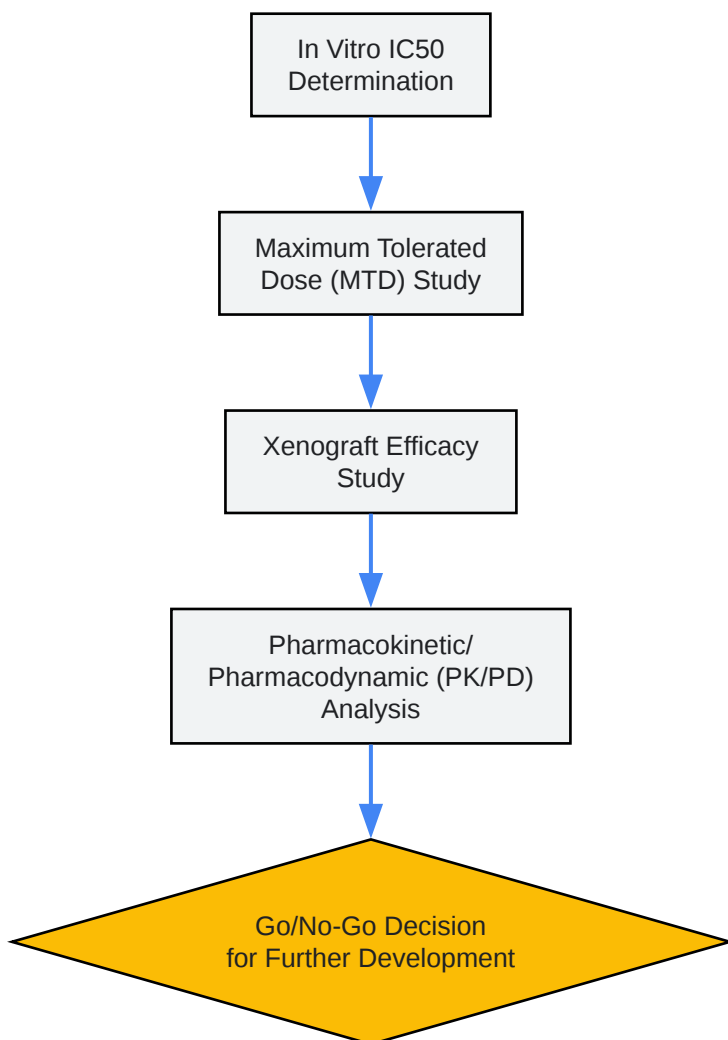 In Vitro IC50
Determination
Maximum Tolerated
Dose (MTD) Study
Xenograft Efficacy
Study
Pharmacokinetic/
Pharmacodynamic (PK/PD)
Analysis
Go/No-Go Decision
for Further Development